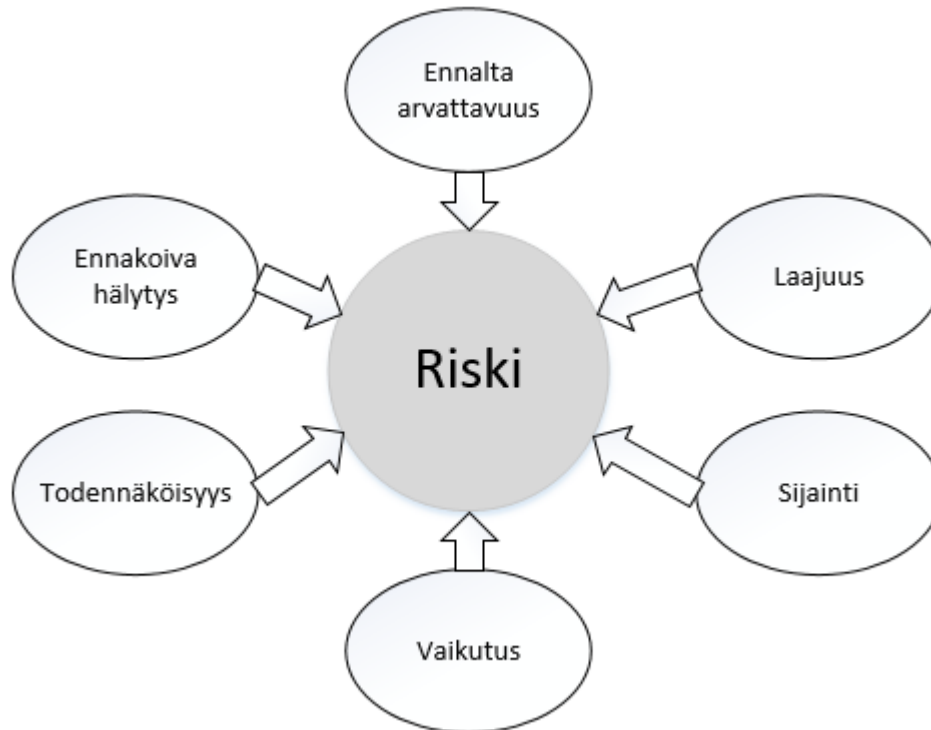 Ennalta
arvattavuus
Ennakoiva
hälytys
Laajuus
Riski
Todennäköisyys
Sijainti
Vaikutus